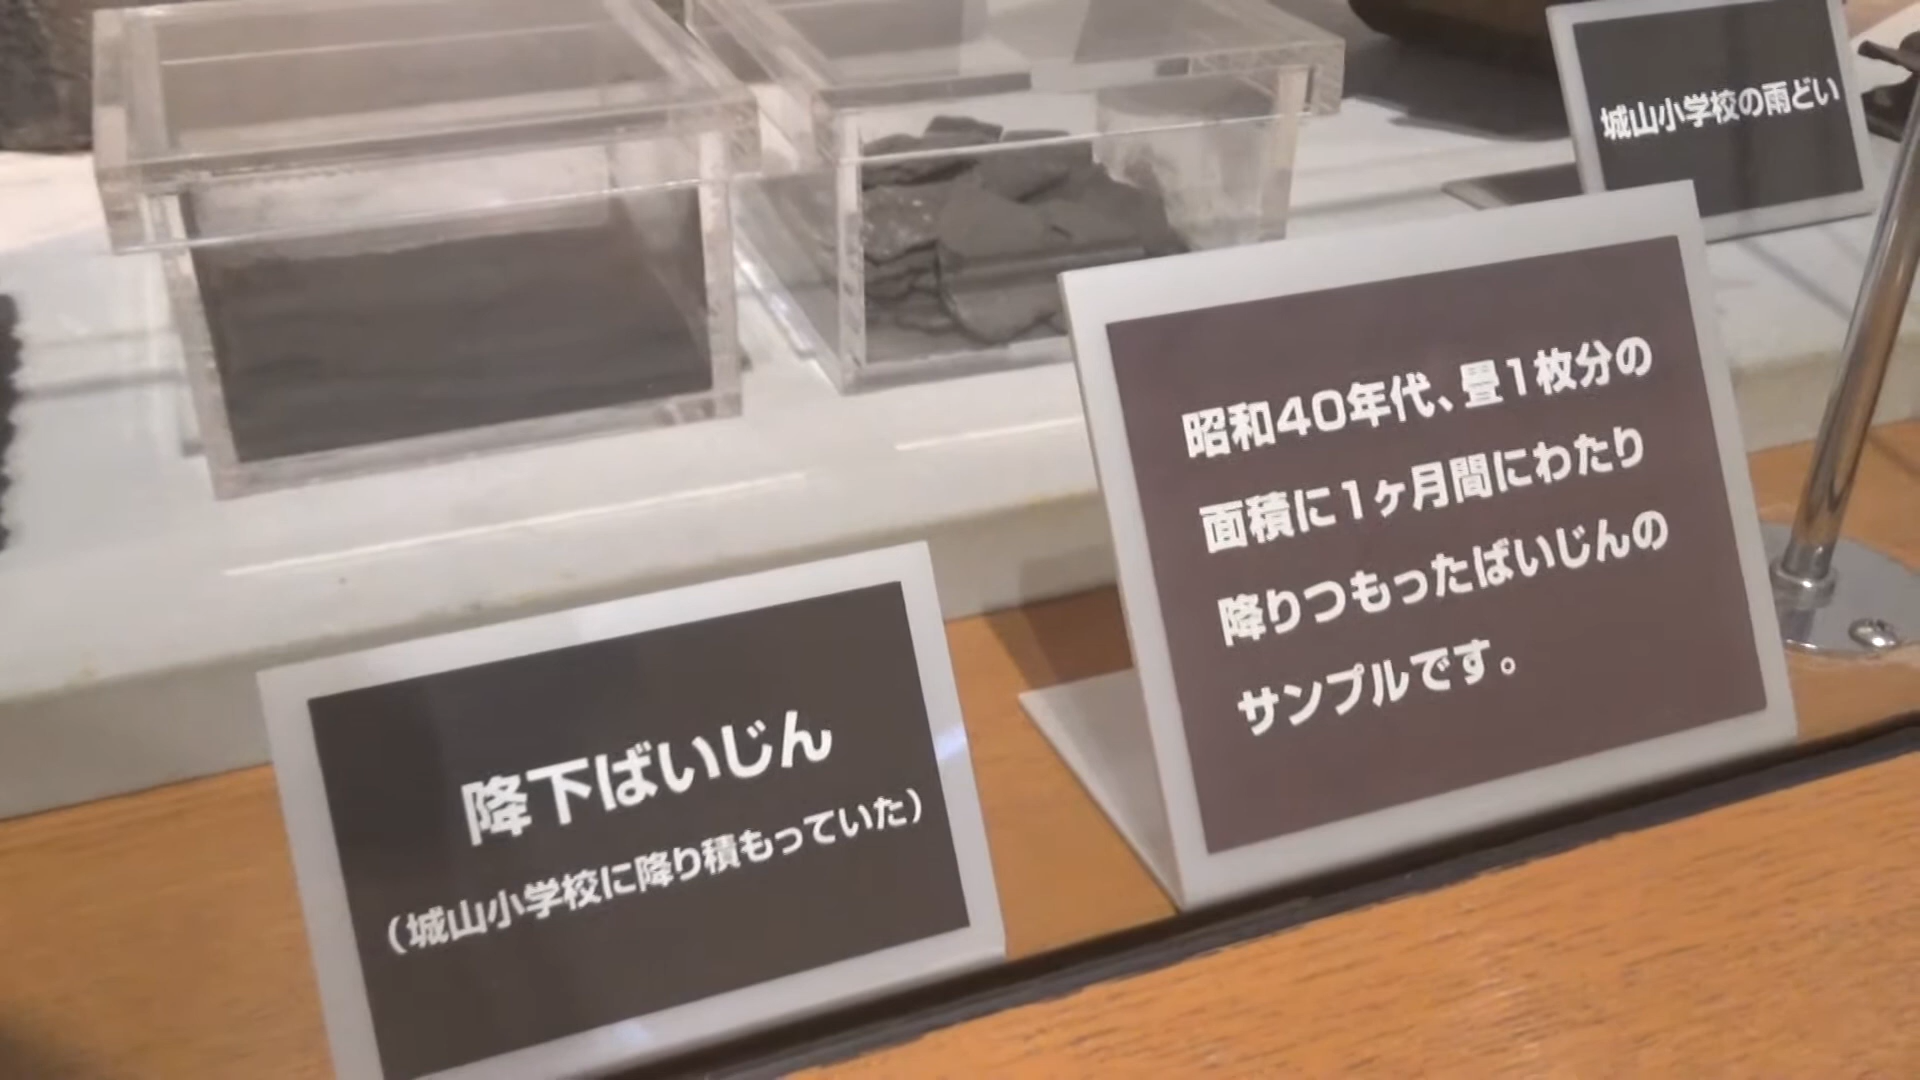 城山小学校の雨どい
昭和40年代、畳1枚分の
面積に1ヶ月間にわたり
降りつもったばいじんの
サンプルです。
降下ばいじん
（城山小学校に降り積もっていた）